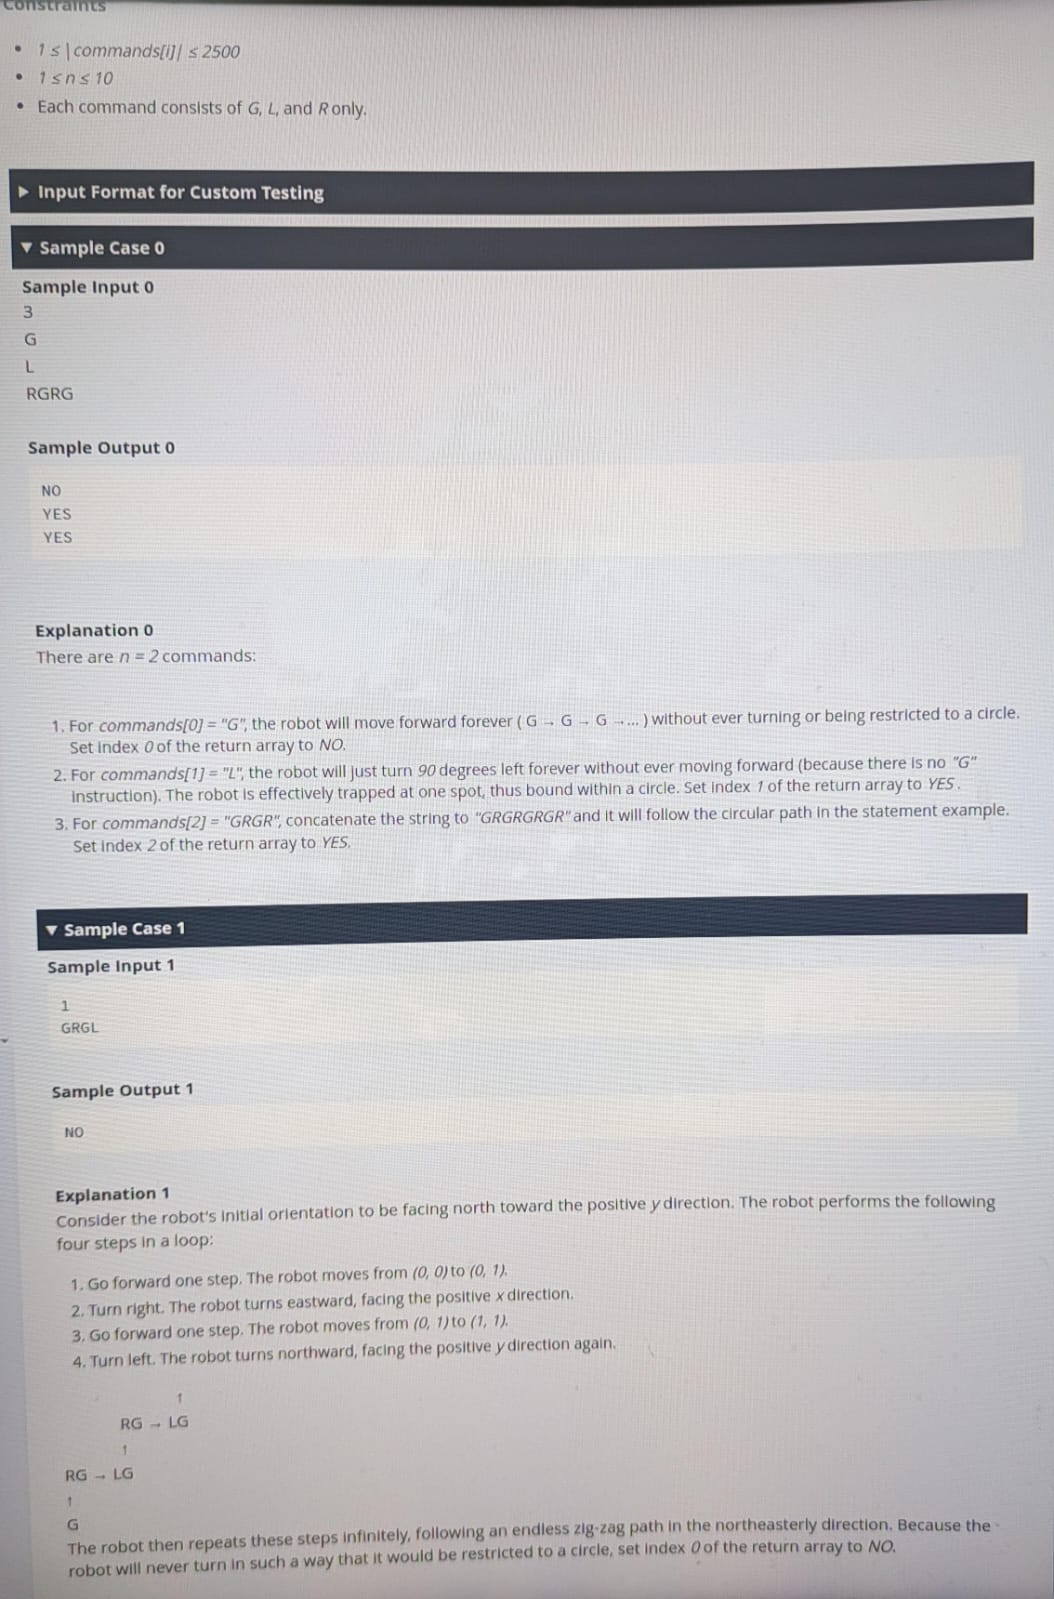 Constraints
• 1 ≤ |commands[i]| ≤ 2500
• 1 ≤ n ≤ 10
• Each command consists of G, L, and R only.
▶ Input Format for Custom Testing
▼ Sample Case 0
Sample Input 0
3
G
L
RGRG
Sample Output 0
NO
YES
YES
Explanation 0
There are n = 2 commands:
1. For commands[0] = "G", the robot will move forward forever ( G → G → G →... ) without ever turning or being restricted to a circle.
Set index 0 of the return array to NO.
2. For commands[1] = "L", the robot will just turn 90 degrees left forever without ever moving forward (because there is no "G"
instruction). The robot is effectively trapped at one spot, thus bound within a circle. Set index 1 of the return array to YES .
3. For commands[2] = "GRGR", concatenate the string to "GRGRGRGR" and it will follow the circular path in the statement example.
Set index 2 of the return array to YES.
▼ Sample Case 1
Sample Input 1
1
GRGL
Sample Output 1
NO
Explanation 1
Consider the robot's initial orientation to be facing north toward the positive y direction. The robot performs the following
four steps in a loop:
1. Go forward one step. The robot moves from (0, 0) to (0, 1).
2. Turn right. The robot turns eastward, facing the positive x direction.
3. Go forward one step. The robot moves from (0, 1) to (1, 1).
4. Turn left. The robot turns northward, facing the positive y direction again.
↑
RG → LG
↑
RG → LG
↑
G
The robot then repeats these steps infinitely, following an endless zig-zag path in the northeasterly direction. Because the
robot will never turn in such a way that it would be restricted to a circle, set index 0 of the return array to NO.